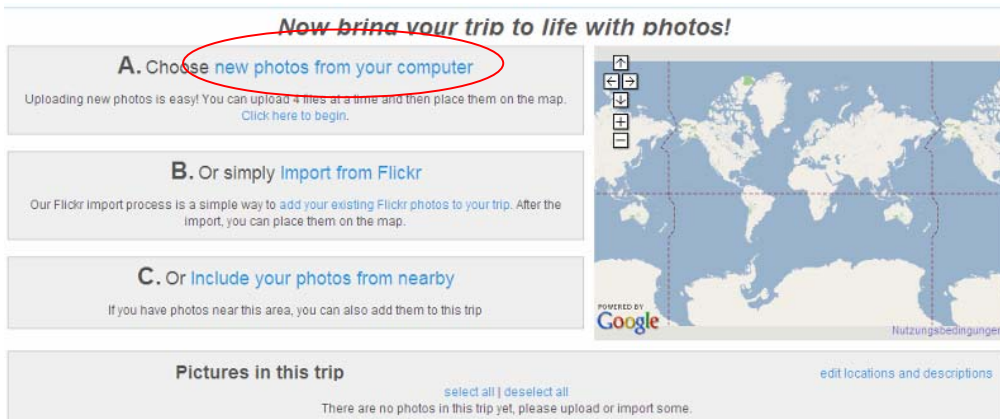 Now bring your trip to life with photos!
A. Choose new photos from your computer
Uploading new photos is easy! You can upload 4 files at a time and then place them on the map.
Click here to begin.
B. Or simply Import from Flickr
Our Flickr import process is a simple way to add your existing Flickr photos to your trip. After the
import, you can place them on the map.
C. Or Include your photos from nearby
If you have photos near this area, you can also add them to this trip
POWERED BY
Google
Nutzungsbedingungen
Pictures in this trip
edit locations and descriptions
select all | deselect all
There are no photos in this trip yet, please upload or import some.